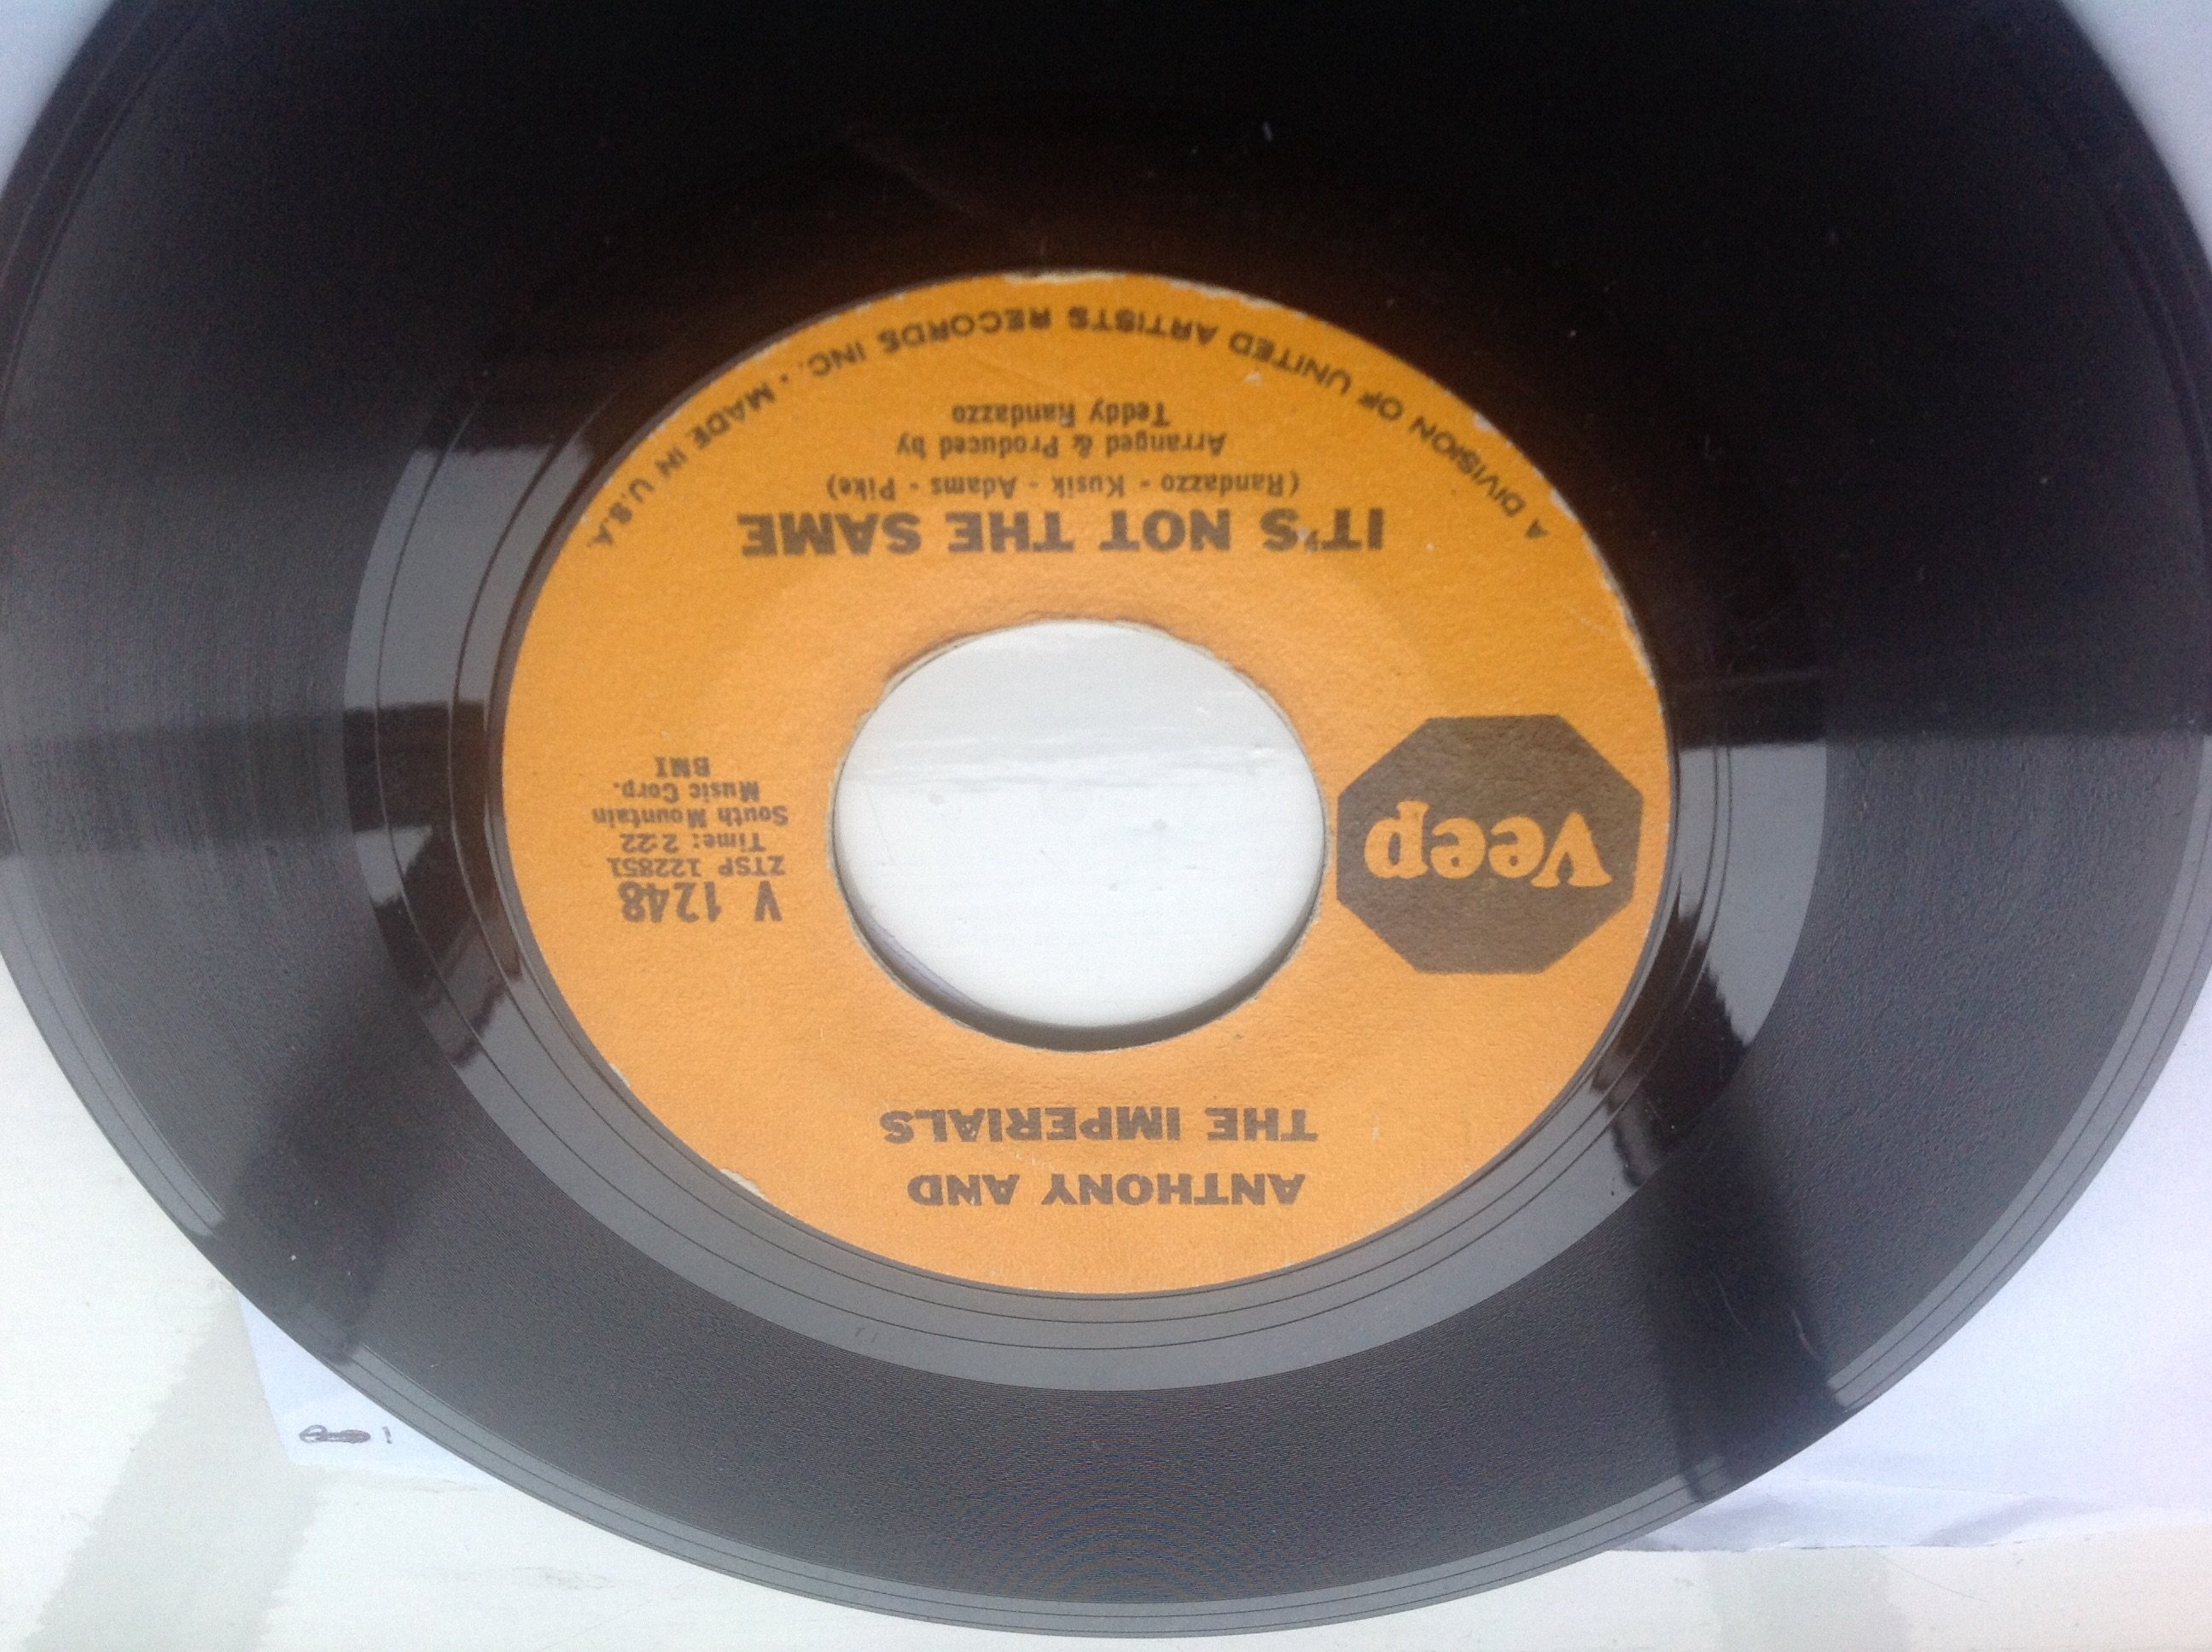 ANTHONY AND
THE IMPERIALS
Veep
V 1248
ZTSP 122851
Time: 2:22
South Mountain
Music Corp.
BMI
IT'S NOT THE SAME
(Randazzo - Kusik - Adams - Pike)
Arranged & Produced by
Teddy Randazzo
A DIVISION OF UNITED ARTISTS RECORDS INC. • MADE IN U.S.A.